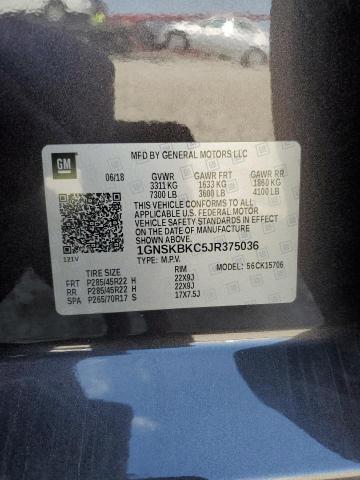 MFD BY GENERAL MOTORS LLC
GM
06/18 GVWR GAWR FRT GAWR RR
3311 KG 1633 KG 1860 KG
7300 LB 3600 LB 4100 LB
THIS VEHICLE CONFORMS TO ALL
APPLICABLE U.S. FEDERAL MOTOR
VEHICLE SAFETY STANDARDS IN
EFFECT ON THE DATE OF
MANUFACTURE SHOWN ABOVE.
1GNSKBKC5JR375036
121V TYPE: M.P.V. MODEL: 56CK15706
TIRE SIZE RIM
FRT P285/45R22 H 22X9J
RR P285/45R22 H 22X9J
SPA P265/70R17 S 17X7.5J